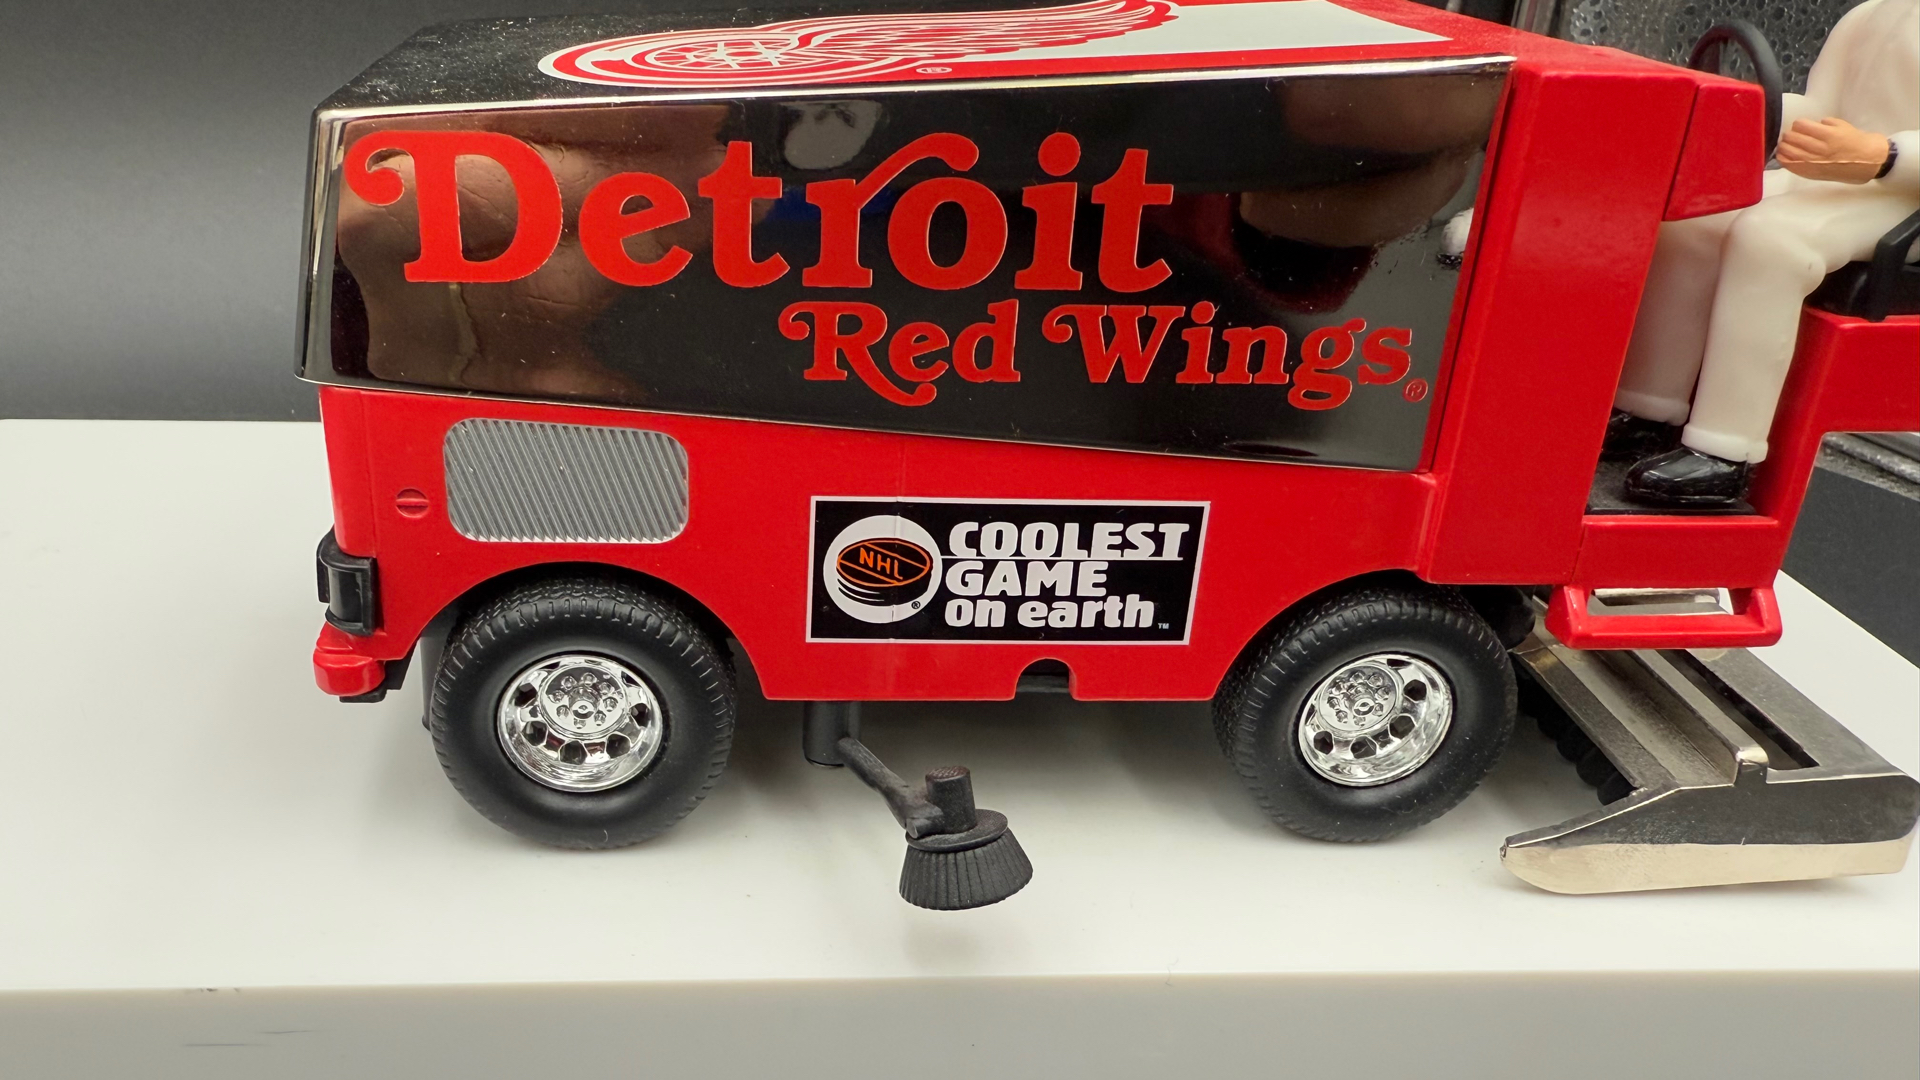 Detroit
Red Wings®
NHL
®
COOLEST
GAME
on earth™